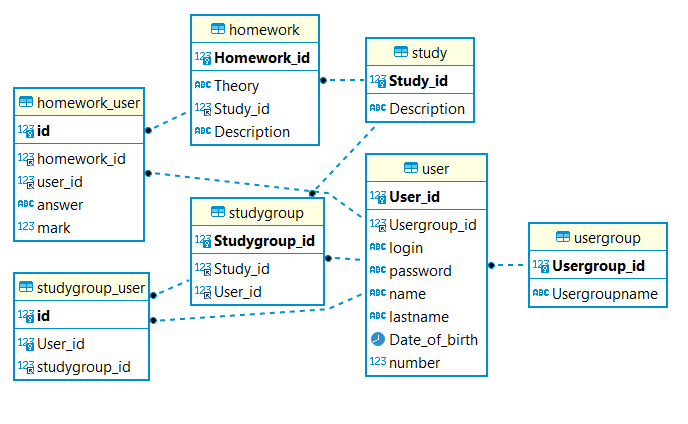 homework
Homework_id
Theory
Study_id
Description
study
Study_id
Description
homework_user
id
homework_id
user_id
answer
mark
user
User_id
Usergroup_id
login
password
name
lastname
Date_of_birth
number
studygroup
Studygroup_id
Study_id
User_id
usergroup
Usergroup_id
Usergroupname
studygroup_user
id
User_id
studygroup_id